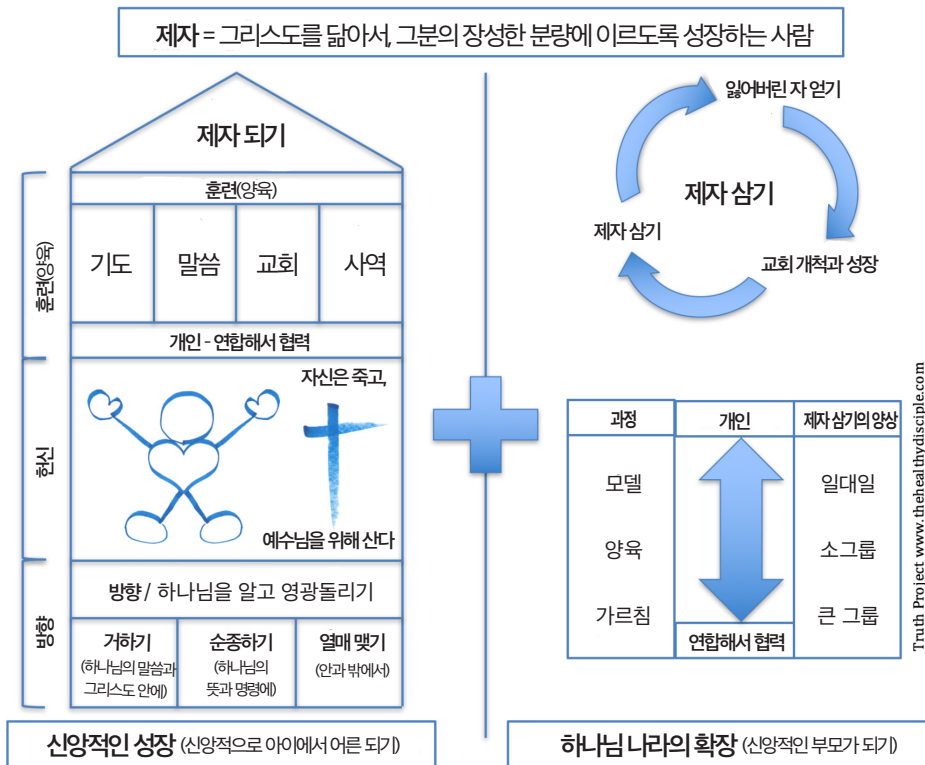 제자 = 그리스도를 닮아서, 그분의 장성한 분량에 이르도록 성장하는 사람
제자 되기
훈련(양육)
훈련(양육)
기도
말씀
교회
사역
개인 - 연합해서 협력
헌신
자신은 죽고,
예수님을 위해 산다
방향
방향 / 하나님을 알고 영광돌리기
거하기
(하나님의 말씀과
그리스도 안에)
순종하기
(하나님의
뜻과 명령에)
열매 맺기
(안과 밖에서)
신앙적인 성장 (신앙적으로 아이에서 어른 되기)
잃어버린 자 얻기
제자 삼기
제자 삼기
교회 개척과 성장
과정
개인
제자 삼기의 양상
모델
일대일
양육
소그룹
가르침
큰 그룹
연합해서 협력
하나님 나라의 확장 (신앙적인 부모가 되기)
Truth Project www.thehealthydisciple.com